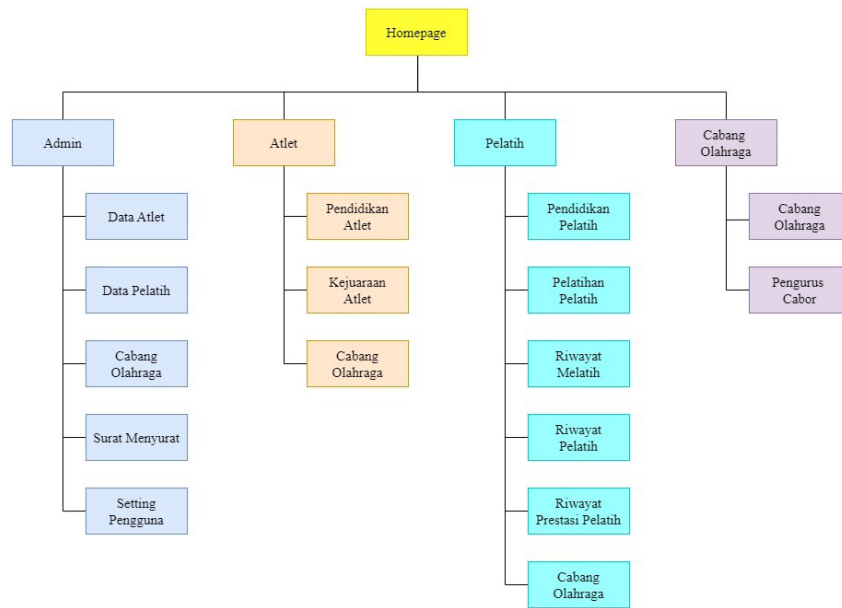 Homepage
Admin
Atlet
Pelatih
Cabang
Olahraga
Data Atlet
Data Pelatih
Cabang
Olahraga
Surat Menyurat
Setting
Pengguna
Pendidikan
Atlet
Kejuaraan
Atlet
Cabang
Olahraga
Pendidikan
Pelatih
Pelatihan
Pelatih
Riwayat
Melatih
Riwayat
Pelatih
Riwayat
Prestasi Pelatih
Cabang
Olahraga
Cabang
Olahraga
Pengurus
Cabor